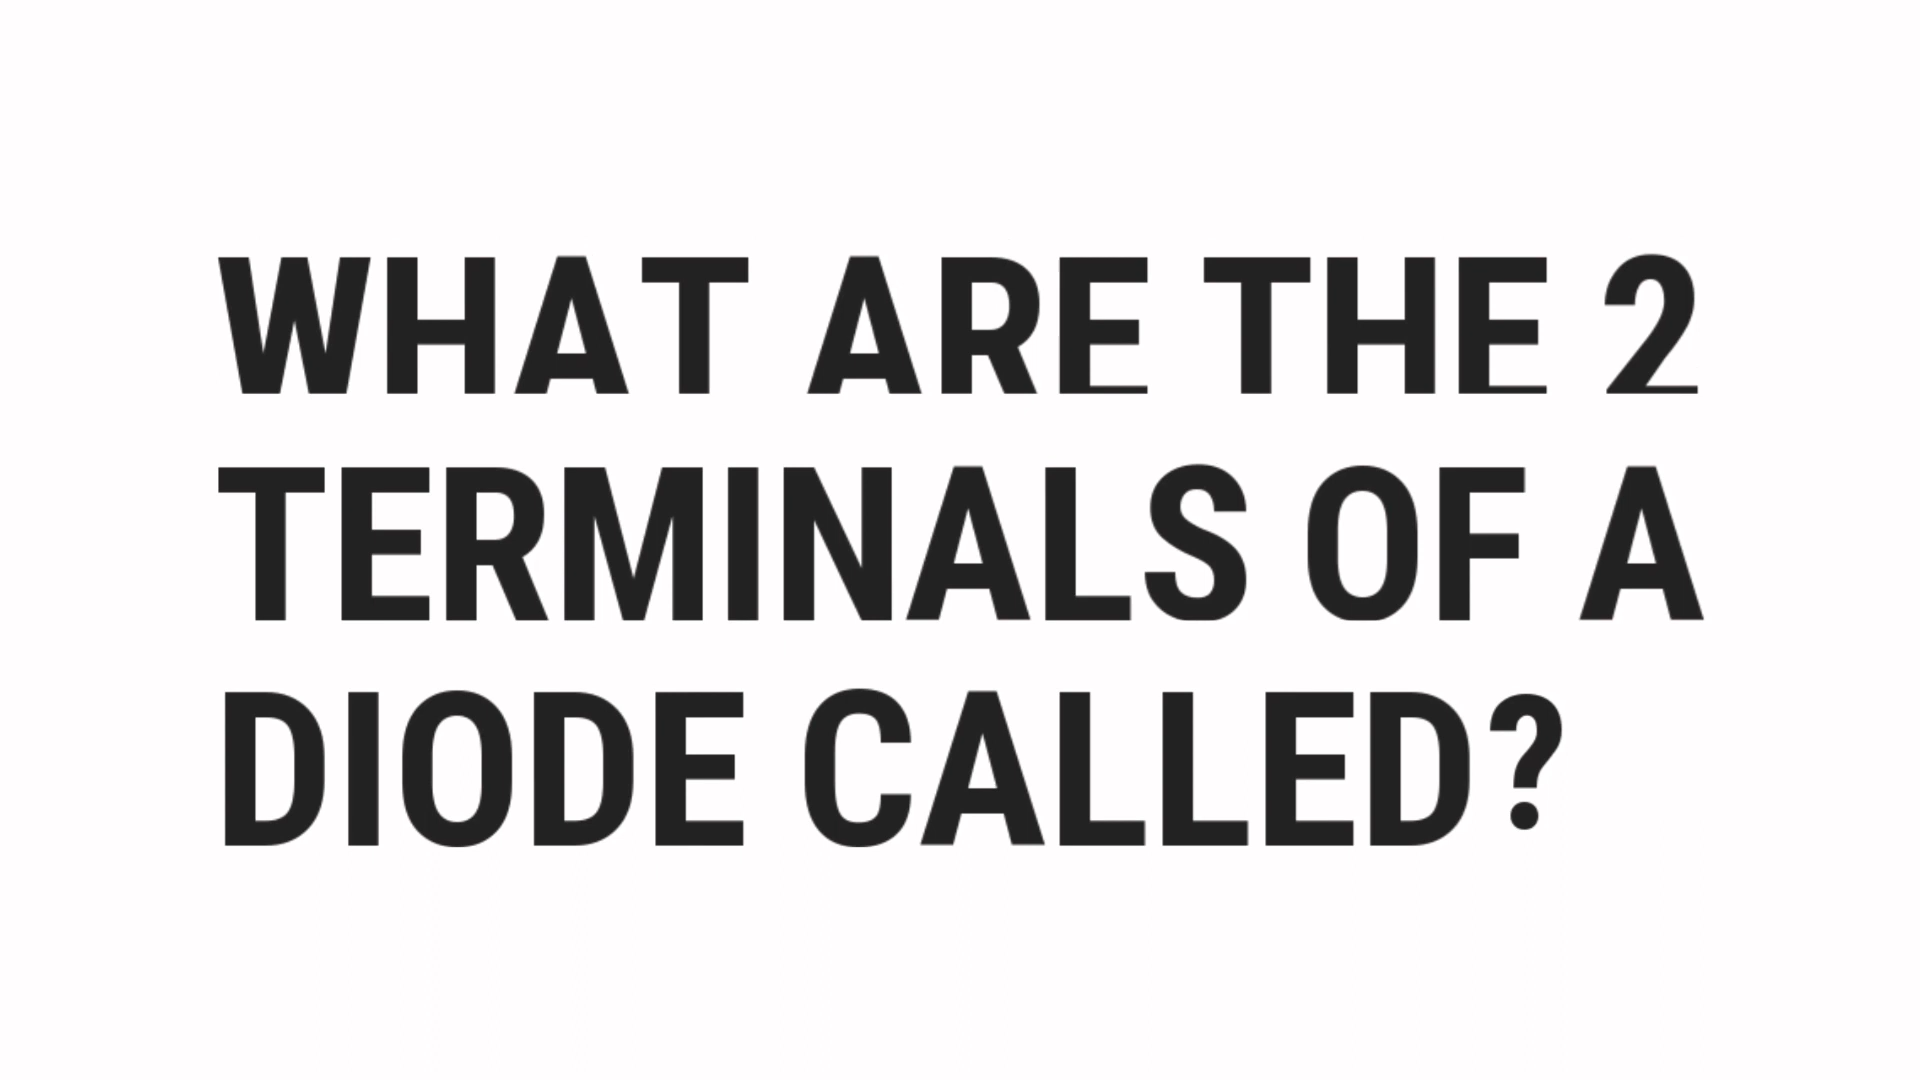 WHAT ARE THE 2
TERMINALS OF A
DIODE CALLED?